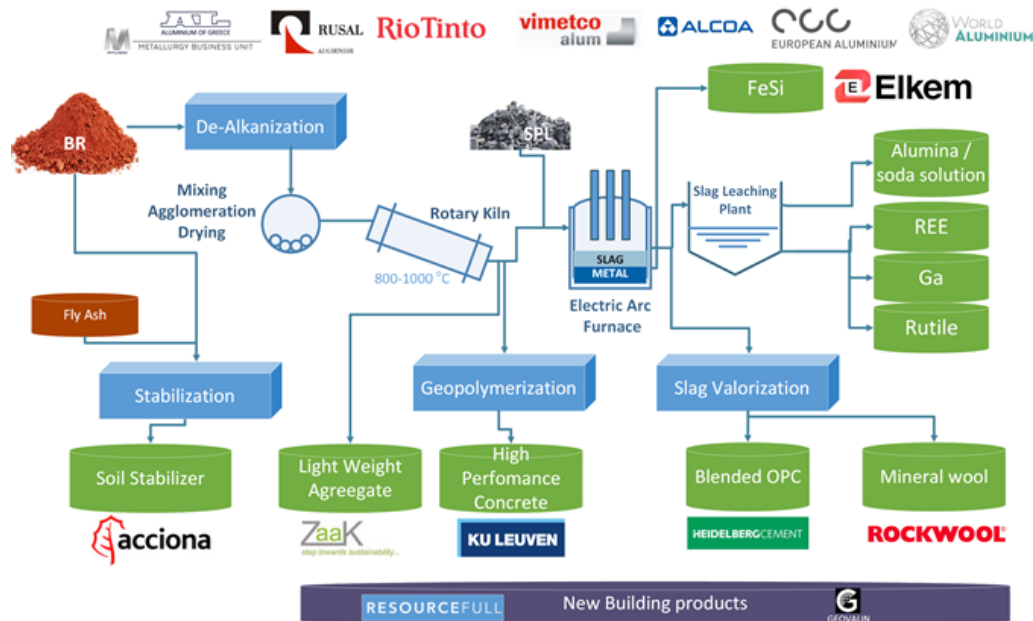 ALUMINIUM OF GREECE
METALLURGY BUSINESS UNIT
RUSAL
AUGHINISH
RioTinto
vimetco
alum
ALCOA
EUROPEAN ALUMINIUM
WORLD
ALUMINIUM
FeSi
E
Elkem
BR
De-Alkanization
SPL
Alumina /
soda solution
Mixing
Agglomeration
Drying
Rotary Kiln
800-1000 °C
SLAG
METAL
Electric Arc
Furnace
Slag Leaching
Plant
REE
Ga
Rutile
Fly Ash
Stabilization
Geopolymerization
Slag Valorization
Soil Stabilizer
Light Weight
Agreegate
High
Perfomance
Concrete
Blended OPC
Mineral wool
acciona
ZaaK
step towards sustainability...
KU LEUVEN
HEIDELBERGCEMENT
ROCKWOOL®
RESOURCEFULL
New Building products
G